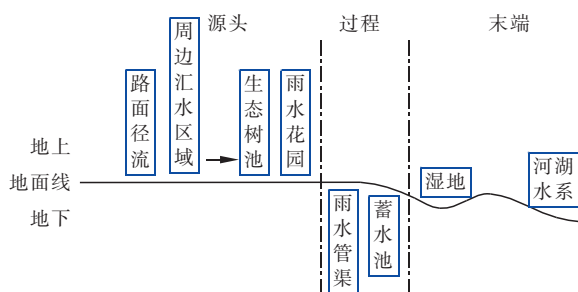 源头
过程
末端
路面径流
周边汇水区域
生态树池
雨水花园
地上
地面线
地下
雨水管渠
蓄水池
湿地
河湖
水系